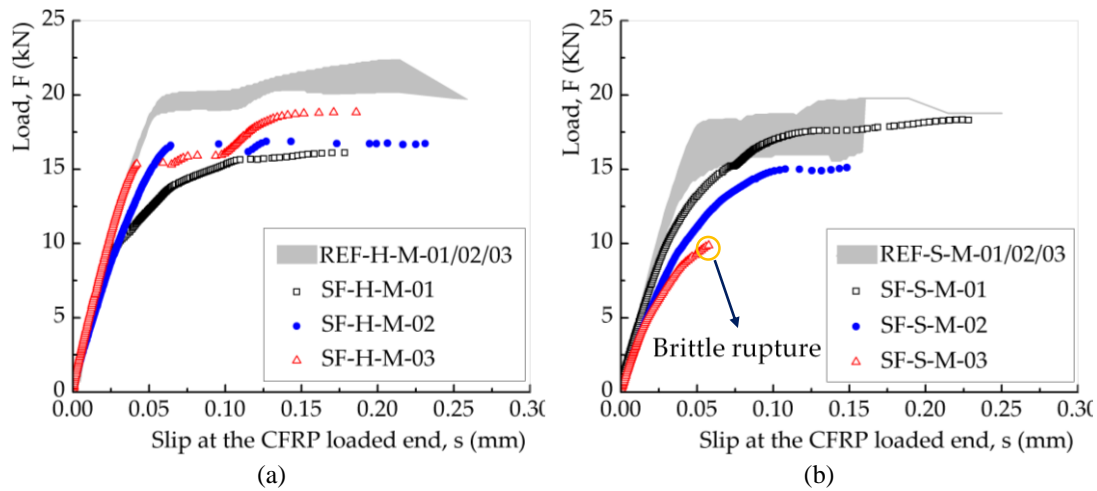 25
20
15
10
5
0
0.00 0.05 0.10 0.15 0.20 0.25 0.30
Load, F (kN)
Slip at the CFRP loaded end, s (mm)
REF-H-M-01/02/03
SF-H-M-01
SF-H-M-02
SF-H-M-03
(a)
25
20
15
10
5
0
0.00 0.05 0.10 0.15 0.20 0.25 0.30
Load, F (KN)
Slip at the CFRP loaded end, s (mm)
REF-S-M-01/02/03
SF-S-M-01
SF-S-M-02
SF-S-M-03
Brittle rupture
(b)